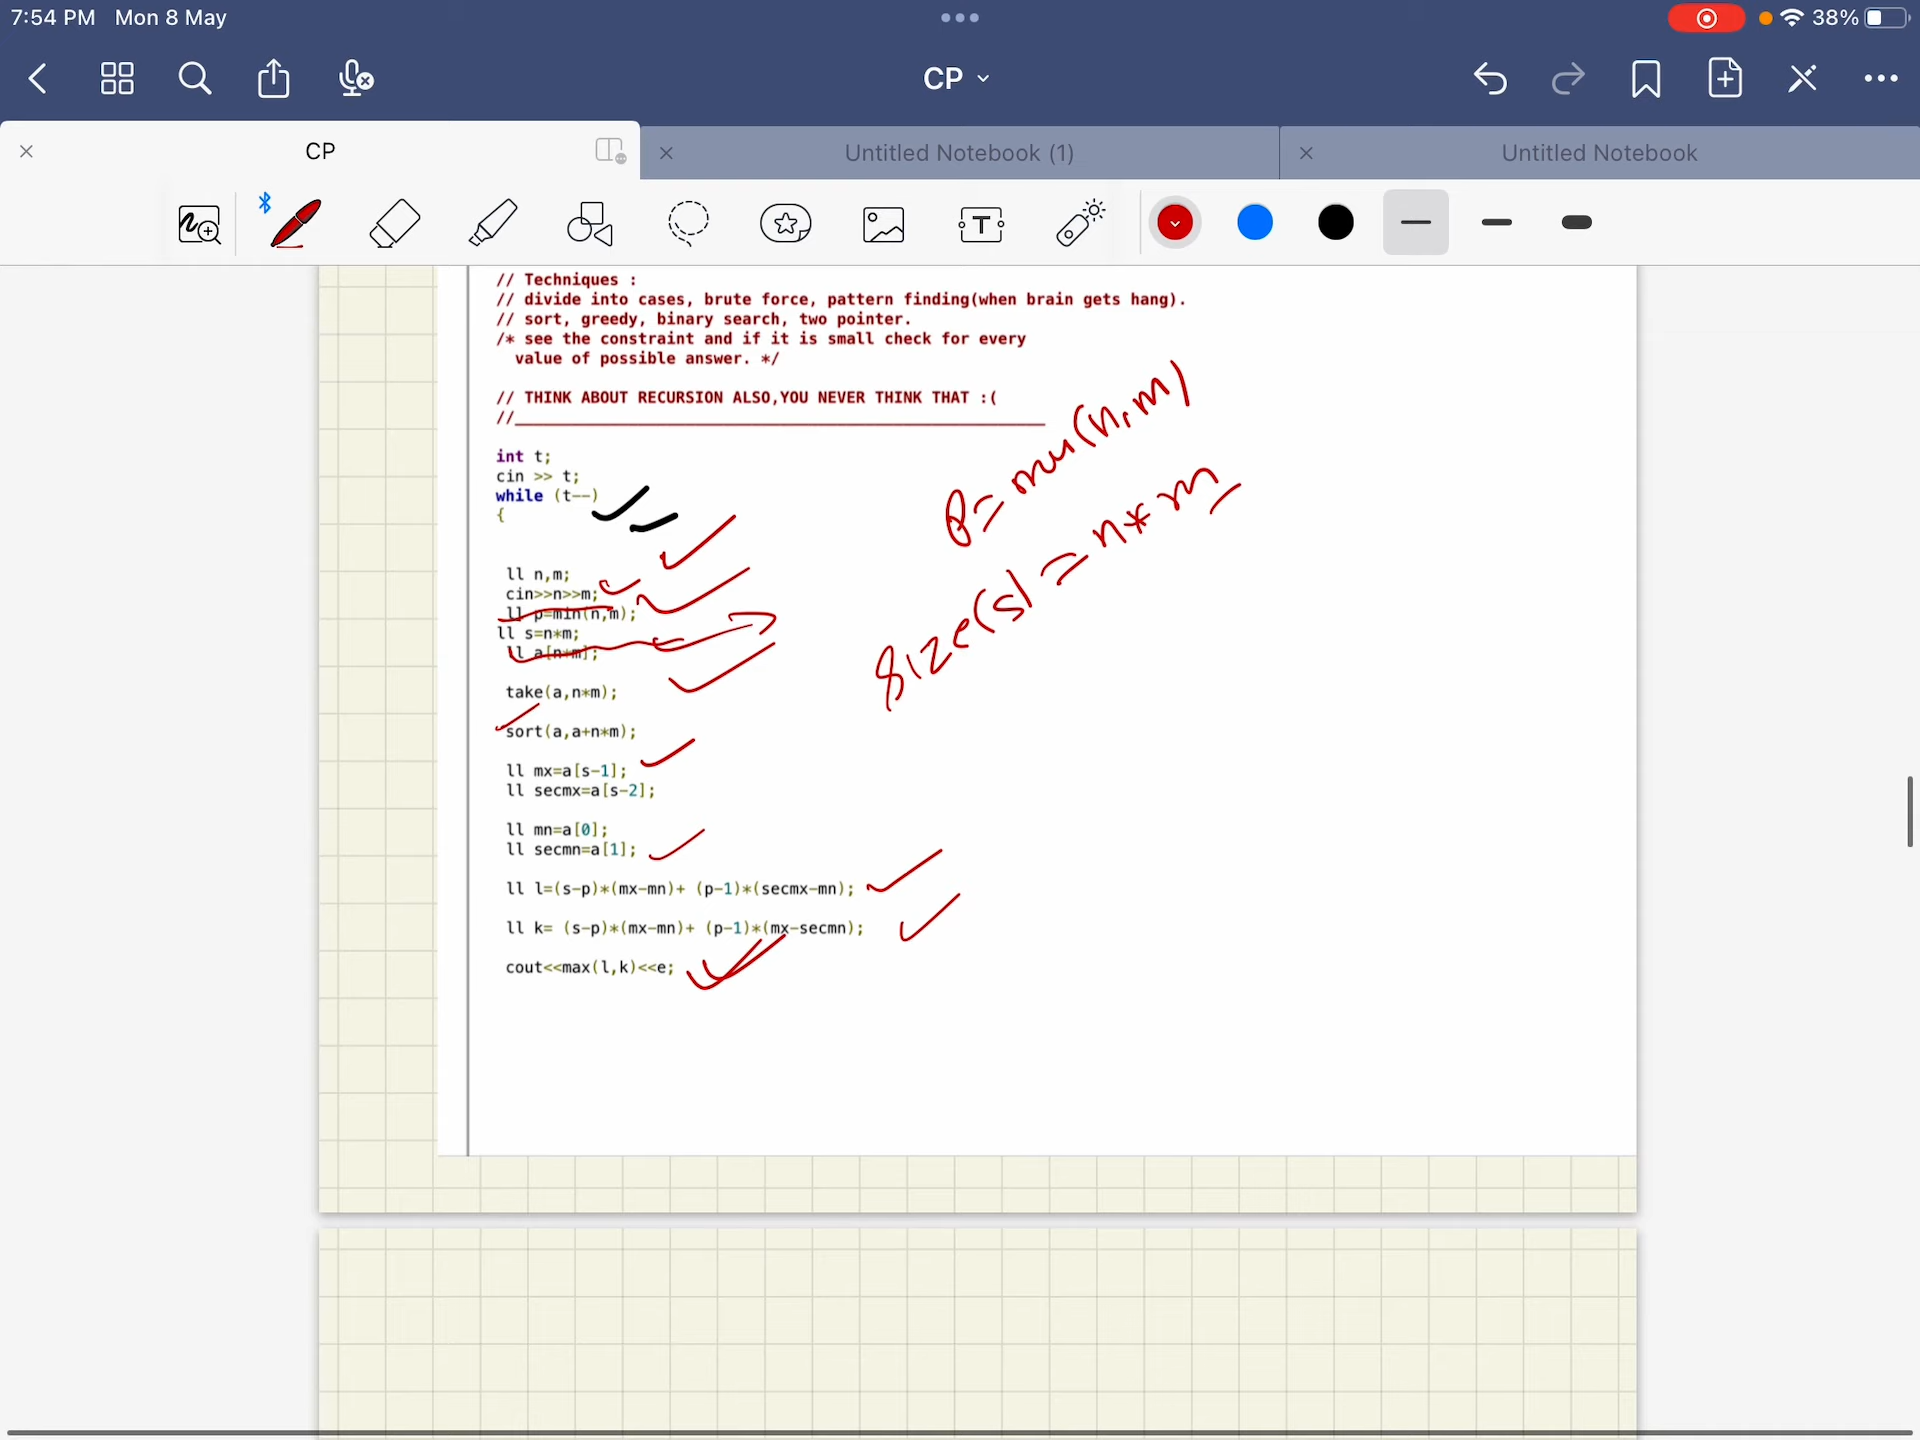 7:54 PM Mon 8 May
38%
CP
CP
Untitled Notebook (1)
Untitled Notebook
T
// Techniques :
// divide into cases, brute force, pattern finding(when brain gets hang).
// sort, greedy, binary search, two pointer.
/* see the constraint and if it is small check for every
value of possible answer. */
// THINK ABOUT RECURSION ALSO,YOU NEVER THINK THAT :(
//________________________________________________________
int t;
cin >> t;
while (t--)
{
ll n,m;
cin>>n>>m;
ll p=min(n,m);
ll s=n*m;
ll a[n*m];
take(a,n*m);
sort(a,a+n*m);
ll mx=a[s-1];
ll secmx=a[s-2];
ll mn=a[0];
ll secmn=a[1];
ll l=(s-p)*(mx-mn)+ (p-1)*(secmx-mn);
ll k= (s-p)*(mx-mn)+ (p-1)*(mx-secmn);
cout<<max(l,k)<<e;
(n,m)
size(s) = n*m